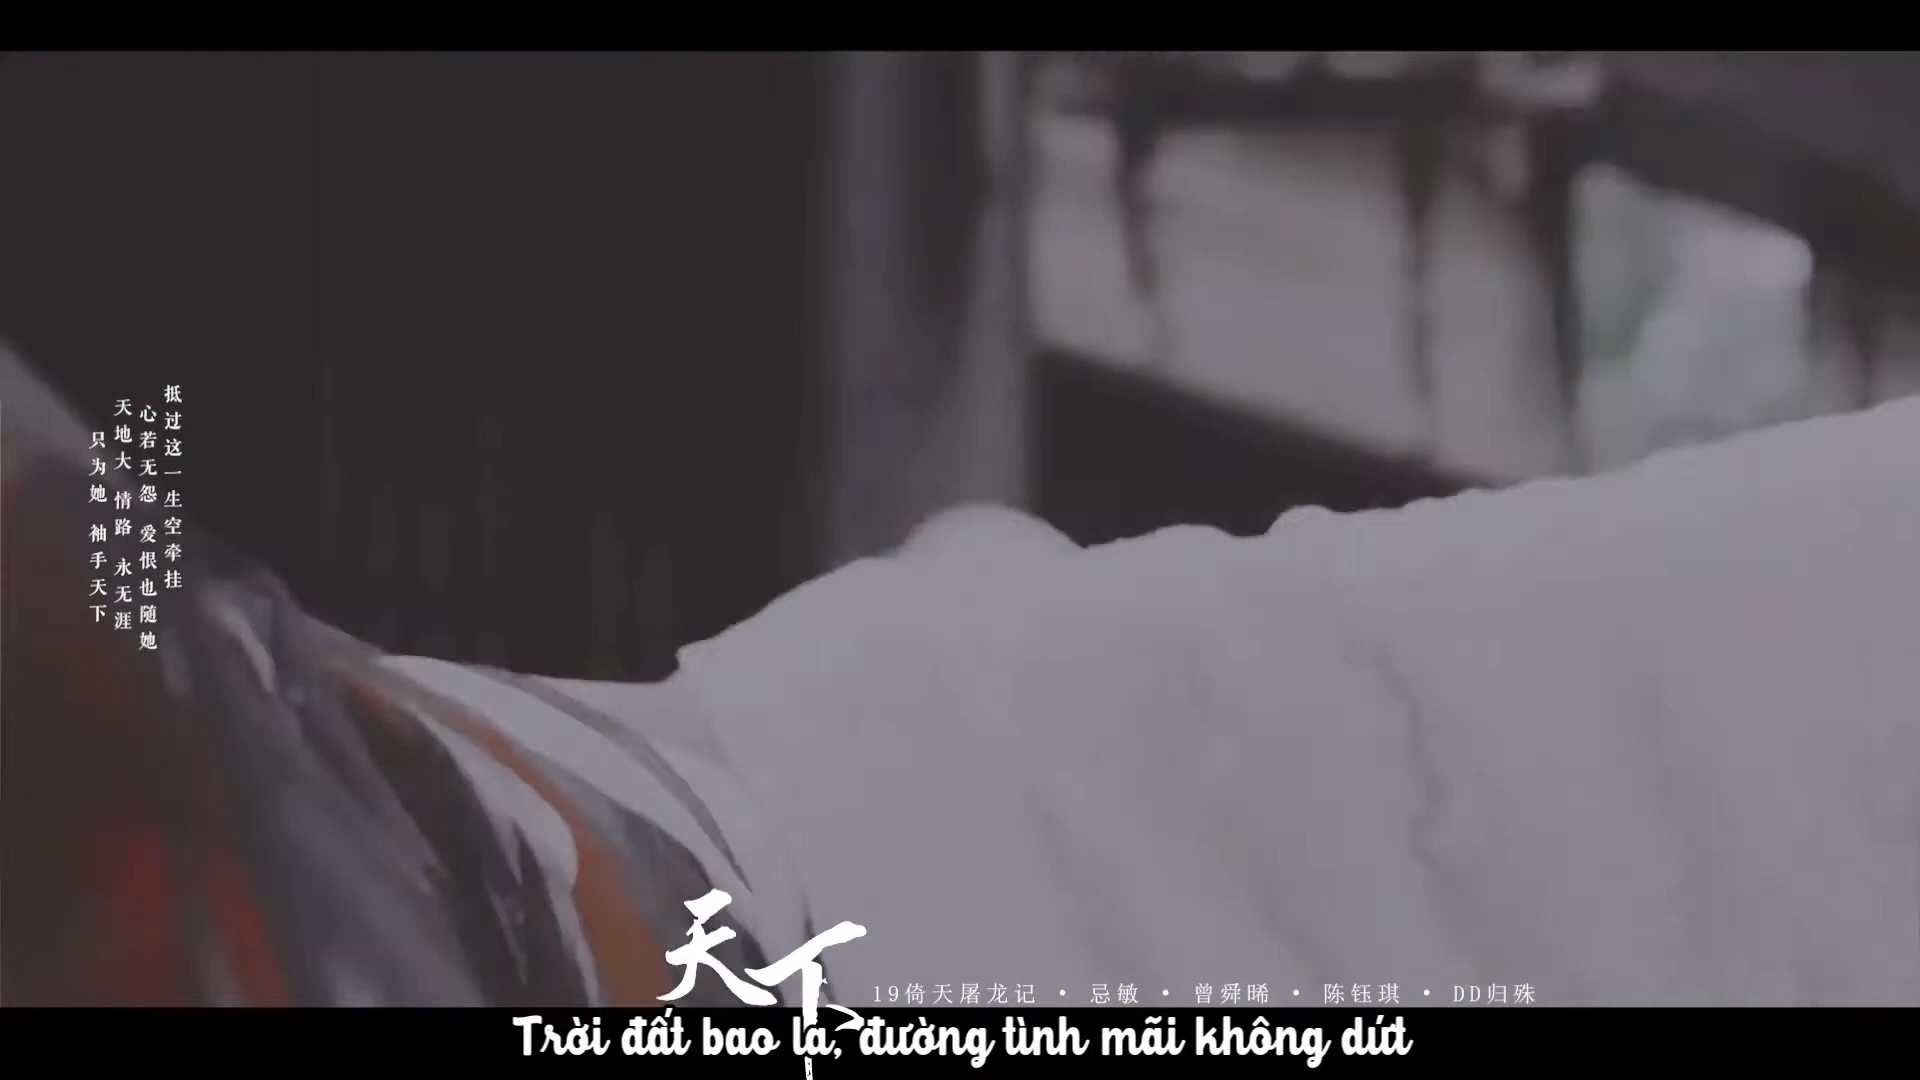 抵过这一生空牵挂
心若无怨 爱恨也随她
天地大 情路 永无涯
只为她 袖手天下
天下
19倚天屠龙记 • 忌敏 • 曾舜晞 • 陈钰琪 • DD归殊
Trời đất bao la, đường tình mãi không dứt